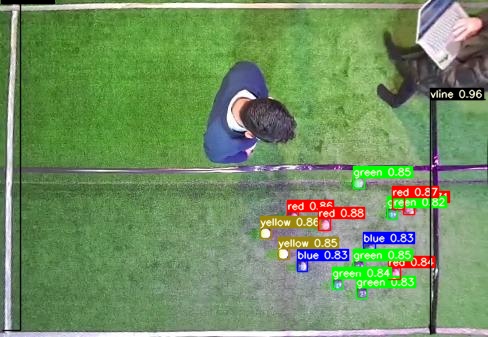 vline 0.96
green 0.85
red 0.87
green 0.82
red 0.86
red 0.88
yellow 0.86
blue 0.83
yellow 0.85
blue 0.83
green 0.85
red 0.84
green 0.84
green 0.83